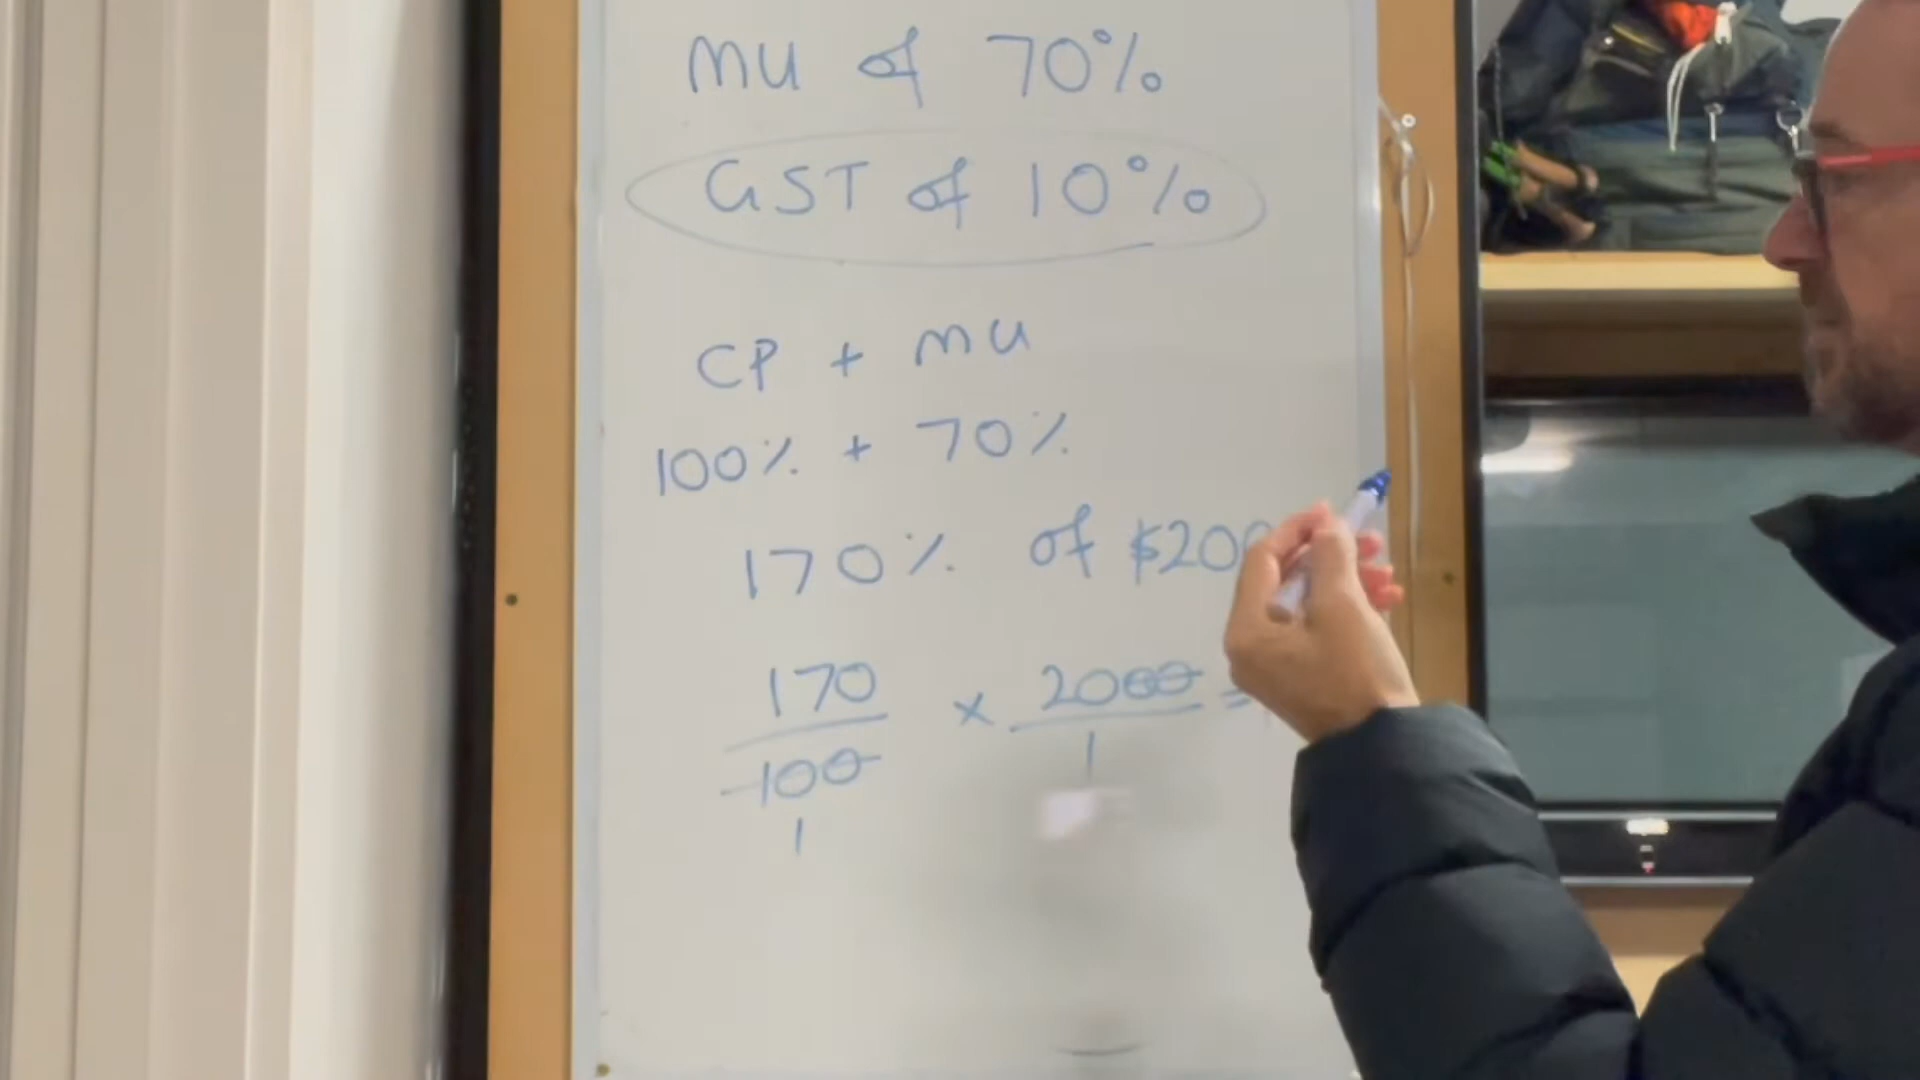 MU of 70%
GST of 10%
CP + MU
100% + 70%
170% of $200
170 × 2000 =
100 1
1